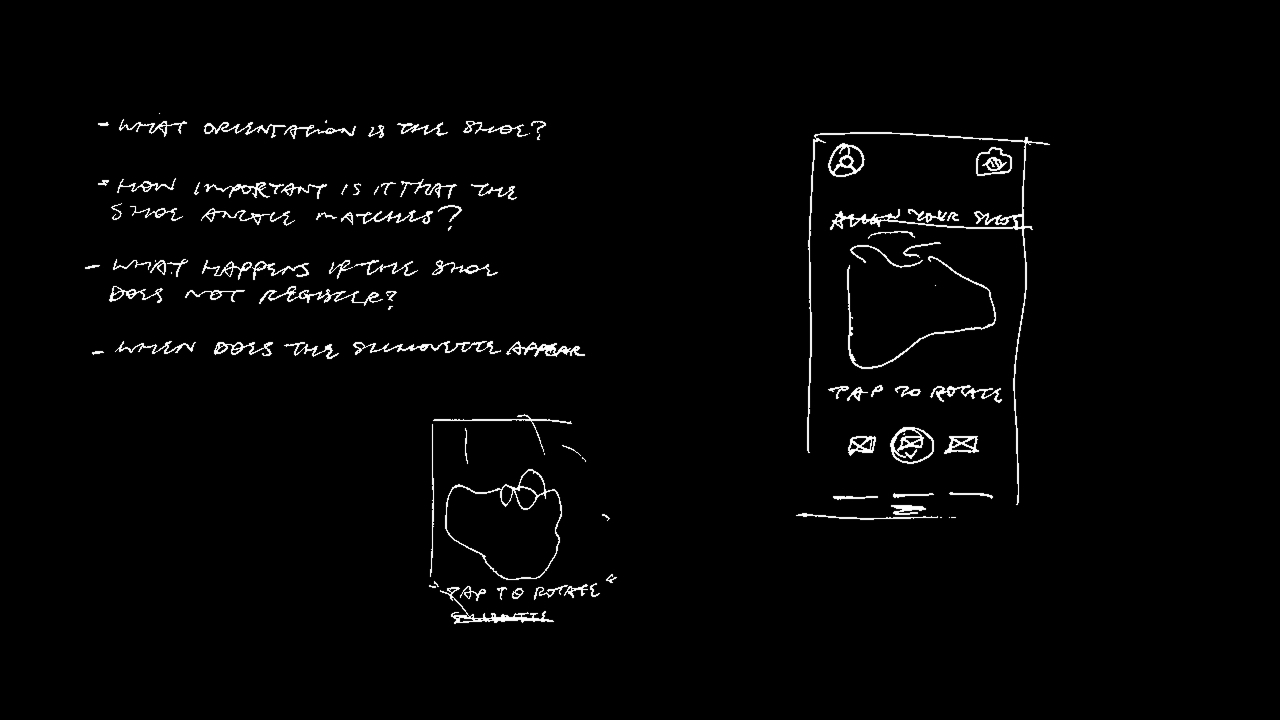 - WHAT ORIENTATION IS THE SHOE?
- HOW IMPORTANT IS IT THAT THE
SHOE ANGLE MATCHES?
- WHAT HAPPENS IF THE SHOE
DOES NOT REGISTER?
- WHEN DOES THE SILHOUETTE APPEAR
"TAP TO ROTATE"
SILHOUETTE
ALIGN YOUR SHOE
TAP TO ROTATE